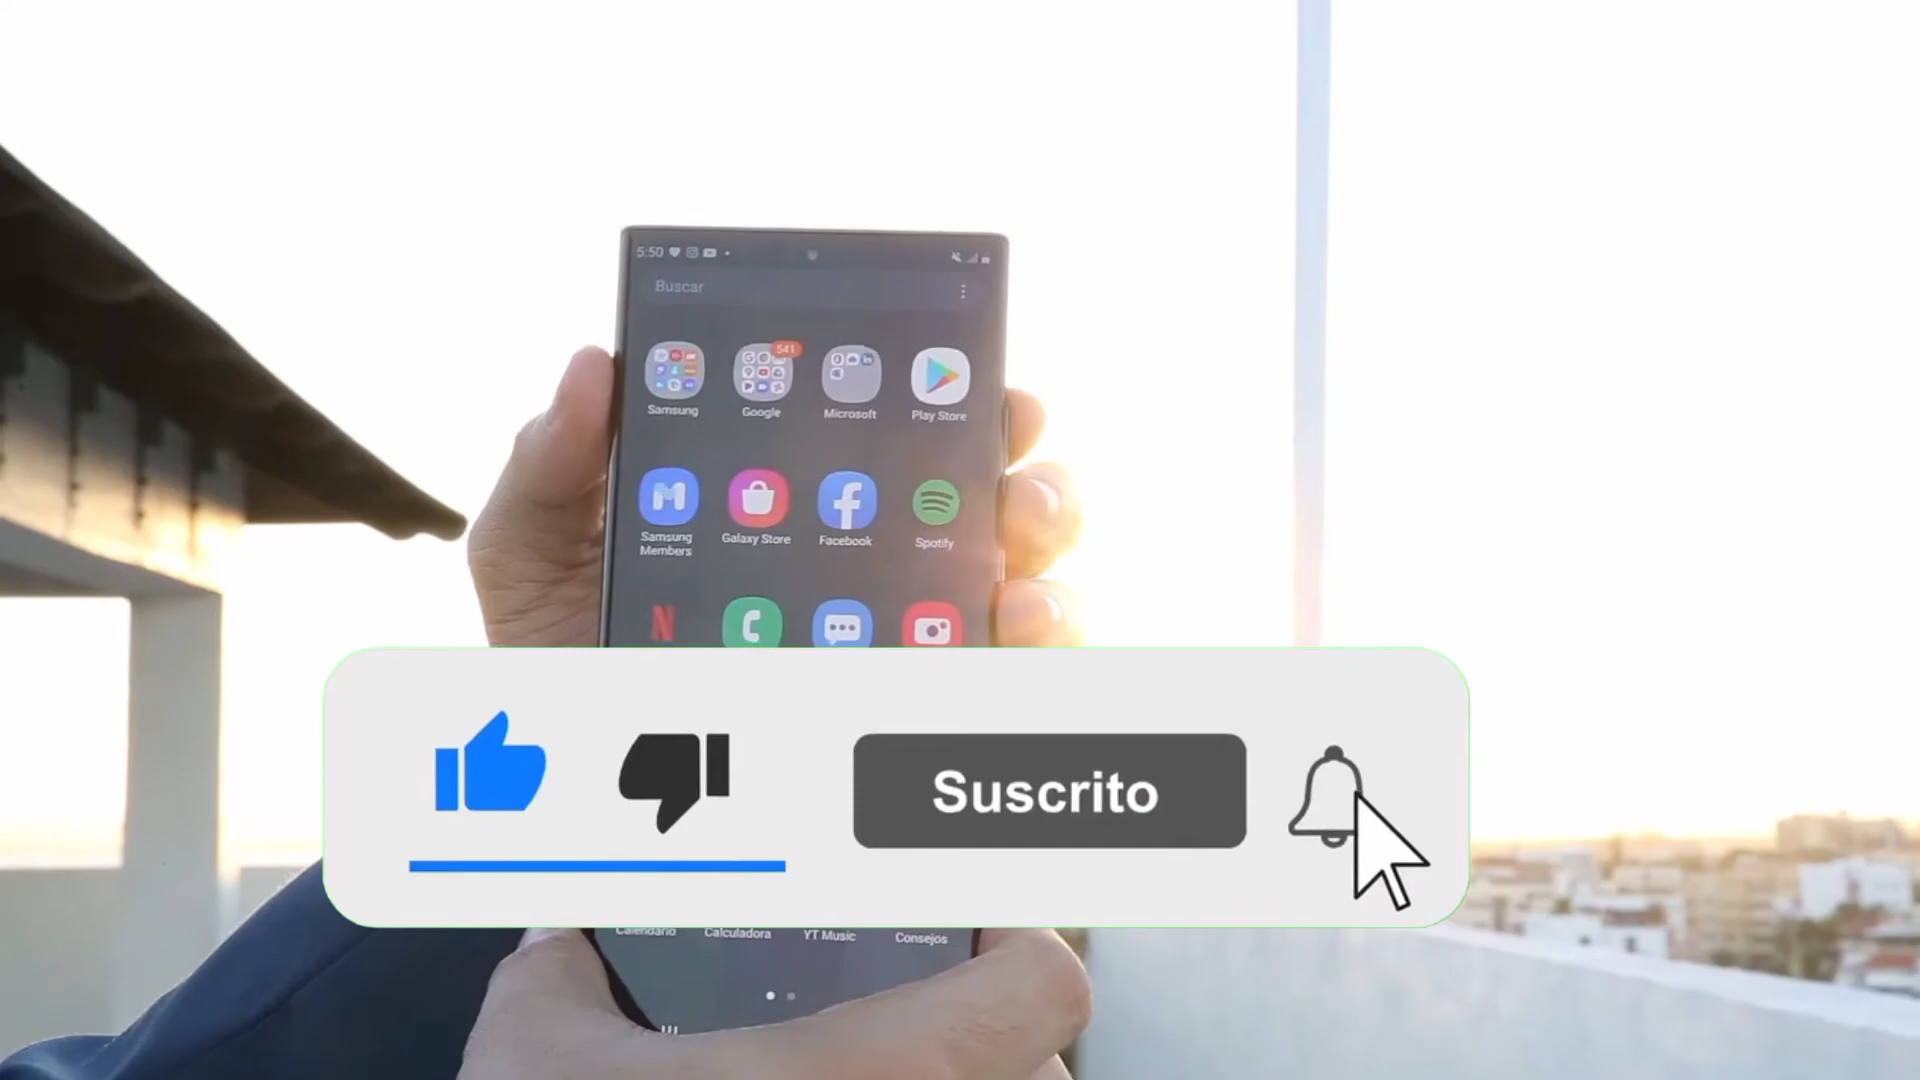 5:50
Buscar
541
Samsung Google Microsoft Play Store
Samsung Members Galaxy Store Facebook Spotify
N
Suscrito
Calendario Calculadora YT Music Consejos